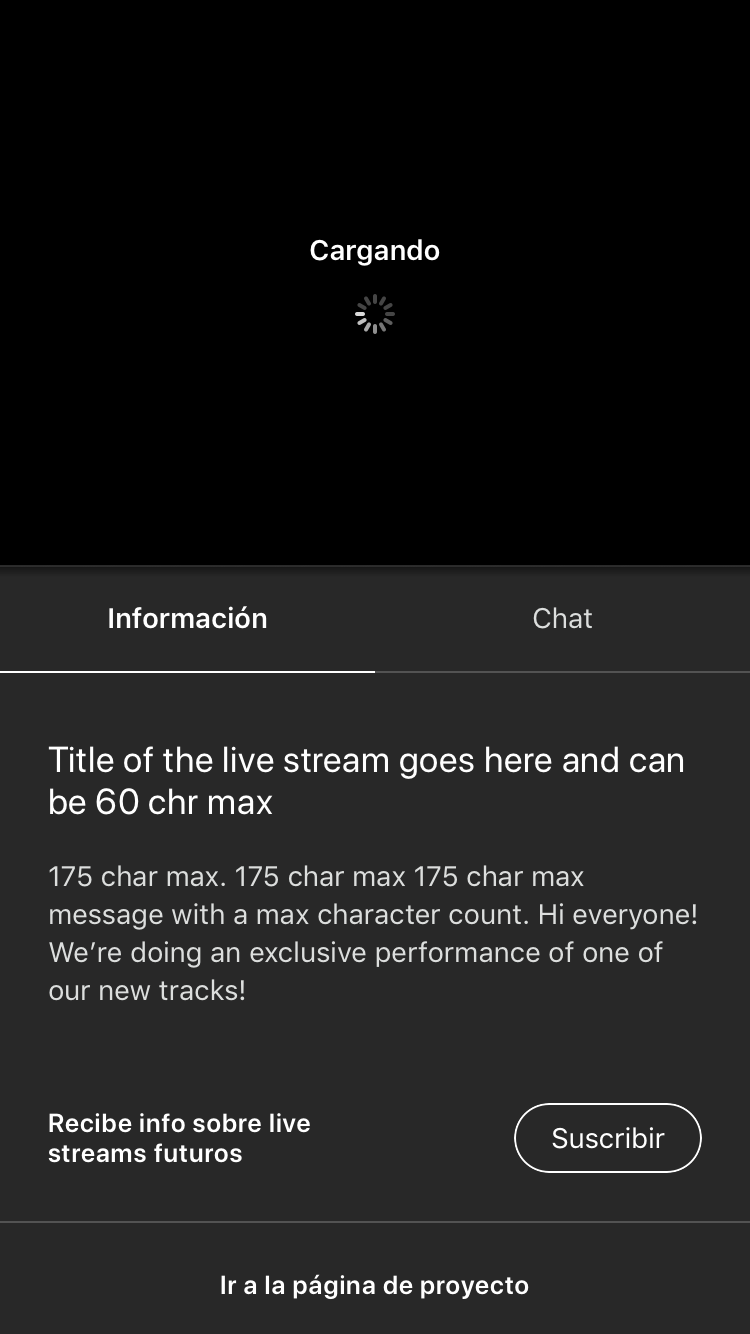 Cargando
Información
Chat
Title of the live stream goes here and can
be 60 chr max
175 char max. 175 char max 175 char max
message with a max character count. Hi everyone!
We’re doing an exclusive performance of one of
our new tracks!
Recibe info sobre live
streams futuros
Suscribir
Ir a la página de proyecto